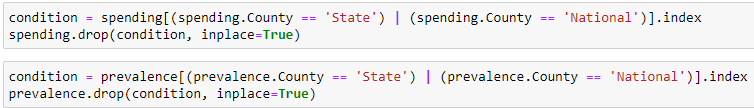 condition = spending[(spending.County == 'State') | (spending.County == 'National')].index
spending.drop(condition, inplace=True)
condition = prevalence[(prevalence.County == 'State') | (prevalence.County == 'National')].index
prevalence.drop(condition, inplace=True)